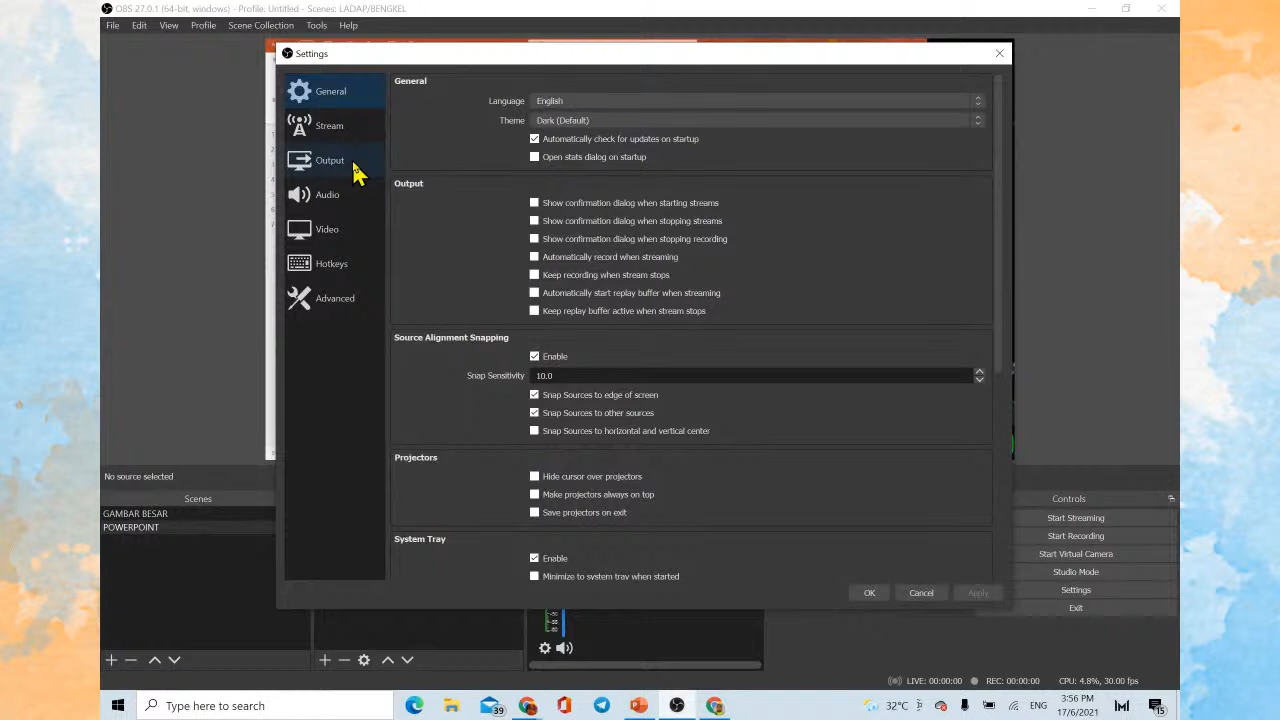 OBS 27.0.1 (64-bit, windows) - Profile: Untitled - Scenes: LADAP/BENGKEL
File Edit View Profile Scene Collection Tools Help
Settings
General
Stream
Output
Audio
Video
Hotkeys
Advanced
General
Language English
Theme Dark (Default)
Automatically check for updates on startup
Open stats dialog on startup
Output
Show confirmation dialog when starting streams
Show confirmation dialog when stopping streams
Show confirmation dialog when stopping recording
Automatically record when streaming
Keep recording when stream stops
Automatically start replay buffer when streaming
Keep replay buffer active when stream stops
Source Alignment Snapping
Enable
Snap Sensitivity 10.0
Snap Sources to edge of screen
Snap Sources to other sources
Snap Sources to horizontal and vertical center
Projectors
Hide cursor over projectors
Make projectors always on top
Save projectors on exit
System Tray
Enable
Minimize to system tray when started
OK Cancel Apply
No source selected
Scenes
GAMBAR BESAR
POWERPOINT
Controls
Start Streaming
Start Recording
Start Virtual Camera
Studio Mode
Settings
Exit
-50
-55
-60
LIVE: 00:00:00 REC: 00:00:00 CPU: 4.8%, 30.00 fps
Type here to search
39
32°C
ENG
3:56 PM
17/6/2021
15